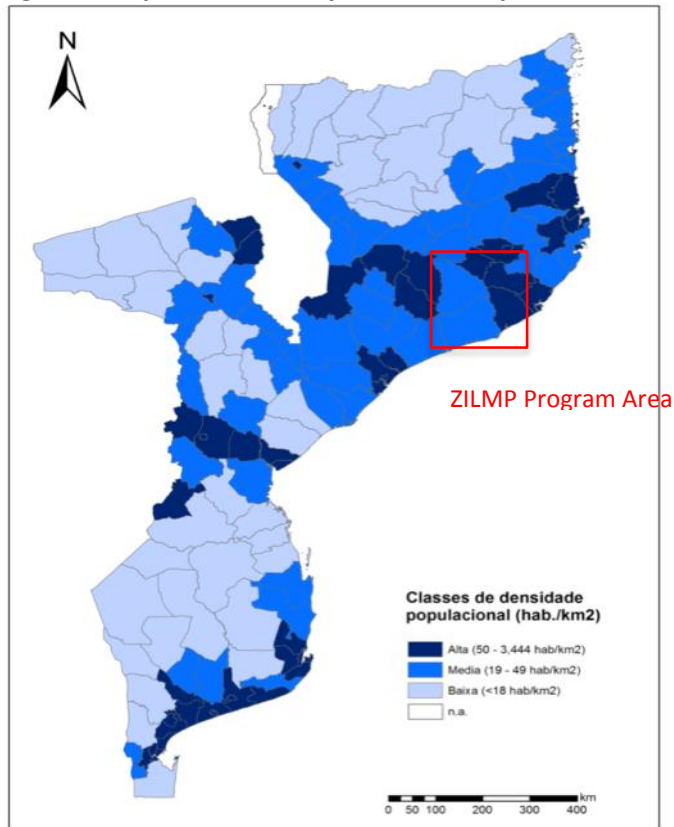 N
ZILMP Program Area
Classes de densidade
populacional (hab./km2)
Alta (50 - 3,444 hab/km2)
Media (19 - 49 hab/km2)
Baixa (<18 hab/km2)
n.a.
km
0 50 100 200 300 400